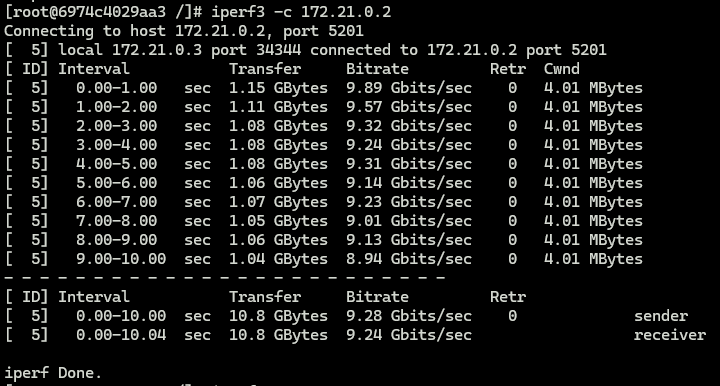 [root@6974c4029aa3 /]# iperf3 -c 172.21.0.2
Connecting to host 172.21.0.2, port 5201
[  5] local 172.21.0.3 port 34344 connected to 172.21.0.2 port 5201
[ ID] Interval           Transfer     Bitrate         Retr  Cwnd
[  5]   0.00-1.00   sec  1.15 GBytes  9.89 Gbits/sec    0   4.01 MBytes
[  5]   1.00-2.00   sec  1.11 GBytes  9.57 Gbits/sec    0   4.01 MBytes
[  5]   2.00-3.00   sec  1.08 GBytes  9.32 Gbits/sec    0   4.01 MBytes
[  5]   3.00-4.00   sec  1.08 GBytes  9.24 Gbits/sec    0   4.01 MBytes
[  5]   4.00-5.00   sec  1.08 GBytes  9.31 Gbits/sec    0   4.01 MBytes
[  5]   5.00-6.00   sec  1.06 GBytes  9.14 Gbits/sec    0   4.01 MBytes
[  5]   6.00-7.00   sec  1.07 GBytes  9.23 Gbits/sec    0   4.01 MBytes
[  5]   7.00-8.00   sec  1.05 GBytes  9.01 Gbits/sec    0   4.01 MBytes
[  5]   8.00-9.00   sec  1.06 GBytes  9.13 Gbits/sec    0   4.01 MBytes
[  5]   9.00-10.00  sec  1.04 GBytes  8.94 Gbits/sec    0   4.01 MBytes
- - - - - - - - - - - - - - - - - - - - - - - - -
[ ID] Interval           Transfer     Bitrate         Retr
[  5]   0.00-10.00  sec  10.8 GBytes  9.28 Gbits/sec    0             sender
[  5]   0.00-10.04  sec  10.8 GBytes  9.24 Gbits/sec                  receiver
iperf Done.